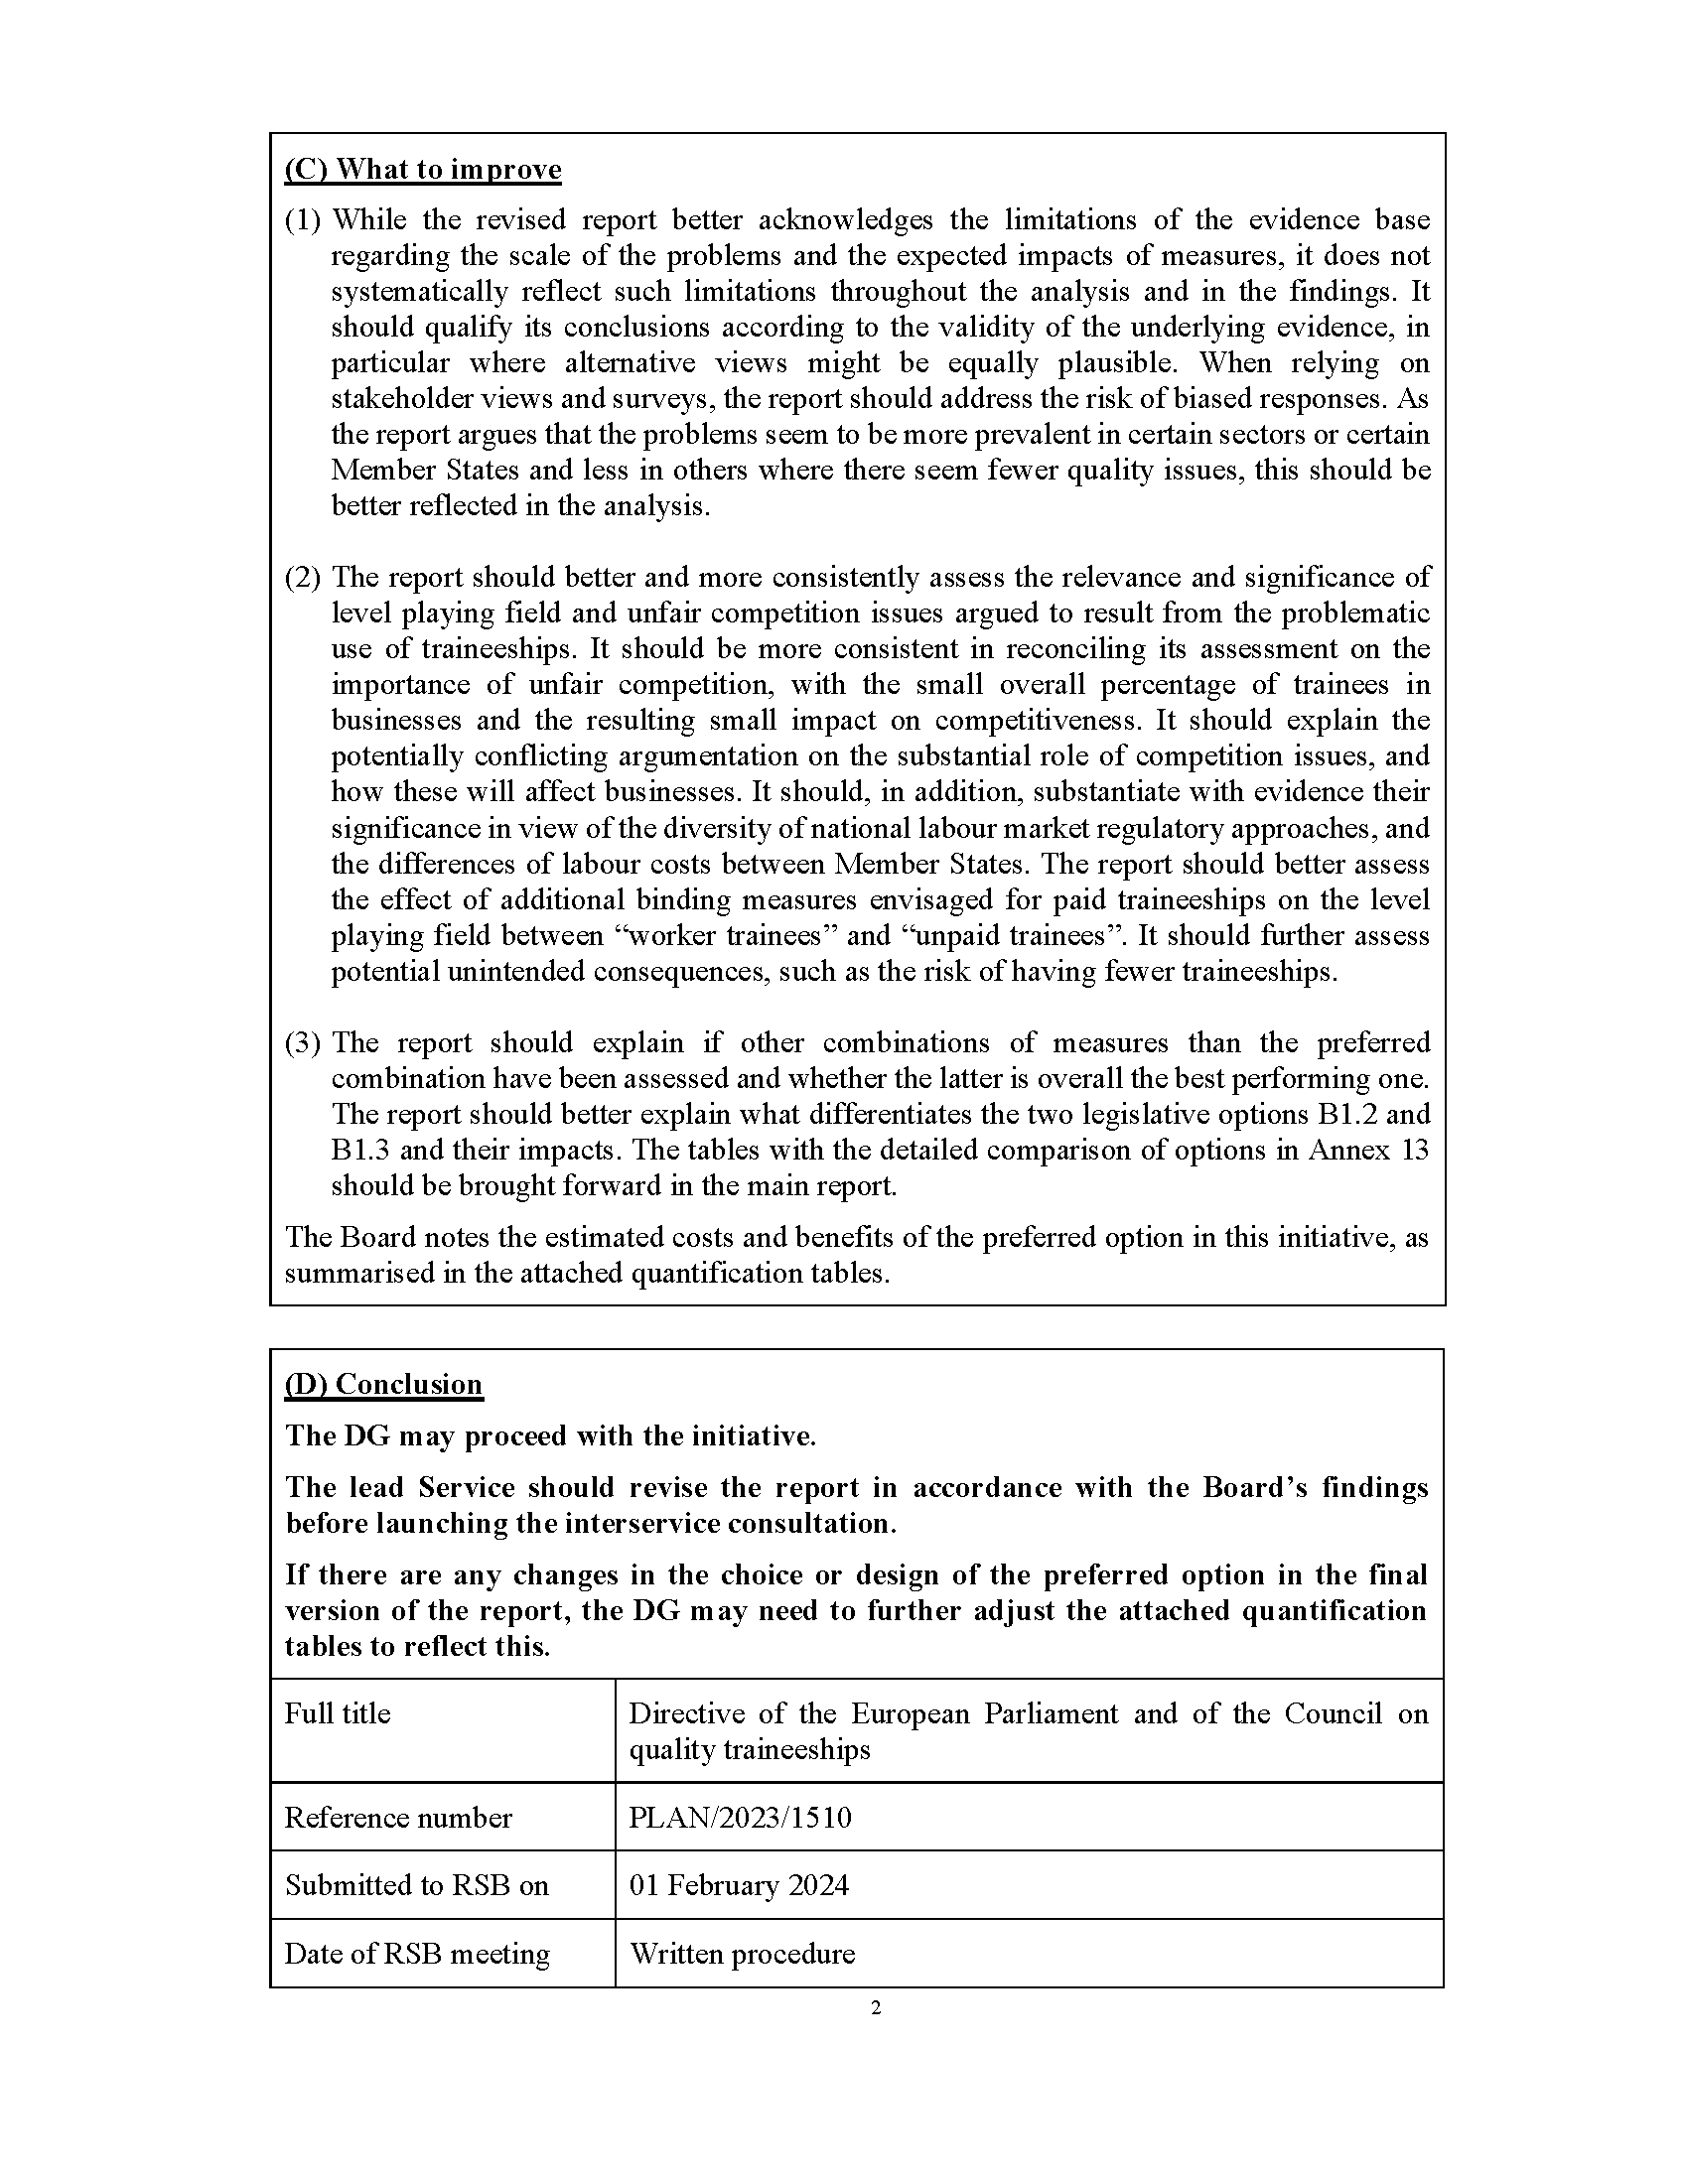 (C) What to improve
(1) While the revised report better acknowledges the limitations of the evidence base
regarding the scale of the problems and the expected impacts of measures, it does not
systematically reflect such limitations throughout the analysis and in the findings. It
should qualify its conclusions according to the validity of the underlying evidence, in
particular where alternative views might be equally plausible. When relying on
stakeholder views and surveys, the report should address the risk of biased responses. As
the report argues that the problems seem to be more prevalent in certain sectors or certain
Member States and less in others where there seem fewer quality issues, this should be
better reflected in the analysis.
(2) The report should better and more consistently assess the relevance and significance of
level playing field and unfair competition issues argued to result from the problematic
use of traineeships. It should be more consistent in reconciling its assessment on the
importance of unfair competition, with the small overall percentage of trainees in
businesses and the resulting small impact on competitiveness. It should explain the
potentially conflicting argumentation on the substantial role of competition issues, and
how these will affect businesses. It should, in addition, substantiate with evidence their
significance in view of the diversity of national labour market regulatory approaches, and
the differences of labour costs between Member States. The report should better assess
the effect of additional binding measures envisaged for paid traineeships on the level
playing field between “worker trainees” and “unpaid trainees”. It should further assess
potential unintended consequences, such as the risk of having fewer traineeships.
(3) The report should explain if other combinations of measures than the preferred
combination have been assessed and whether the latter is overall the best performing one.
The report should better explain what differentiates the two legislative options B1.2 and
B1.3 and their impacts. The tables with the detailed comparison of options in Annex 13
should be brought forward in the main report.
The Board notes the estimated costs and benefits of the preferred option in this initiative, as
summarised in the attached quantification tables.
(D) Conclusion
The DG may proceed with the initiative.
The lead Service should revise the report in accordance with the Board’s findings
before launching the interservice consultation.
If there are any changes in the choice or design of the preferred option in the final
version of the report, the DG may need to further adjust the attached quantification
tables to reflect this.
Full title
Directive of the European Parliament and of the Council on
quality traineeships
Reference number
PLAN/2023/1510
Submitted to RSB on
01 February 2024
Date of RSB meeting
Written procedure
2